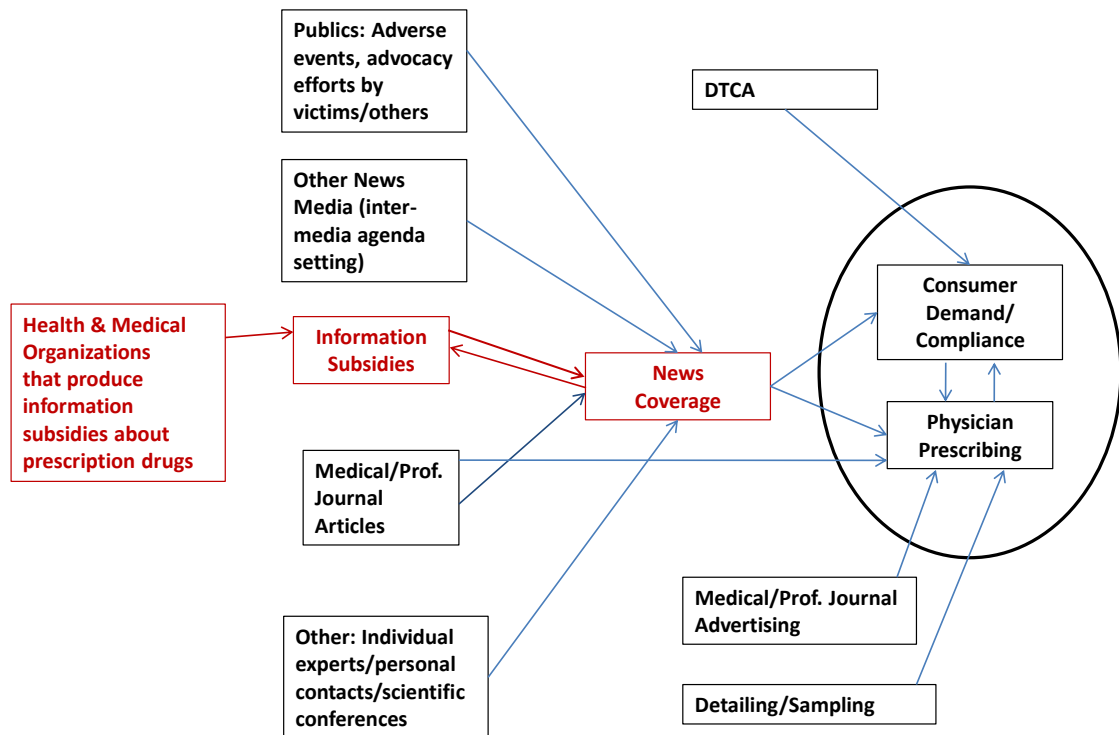 Publics: Adverse
events, advocacy
efforts by
victims/others
DTCA
Other News
Media (inter-
media agenda
setting)
Consumer
Demand/
Compliance
Health & Medical
Organizations
that produce
information
subsidies about
prescription drugs
Information
Subsidies
News
Coverage
Physician
Prescribing
Medical/Prof.
Journal
Articles
Medical/Prof. Journal
Advertising
Other: Individual
experts/personal
contacts/scientific
conferences
Detailing/Sampling